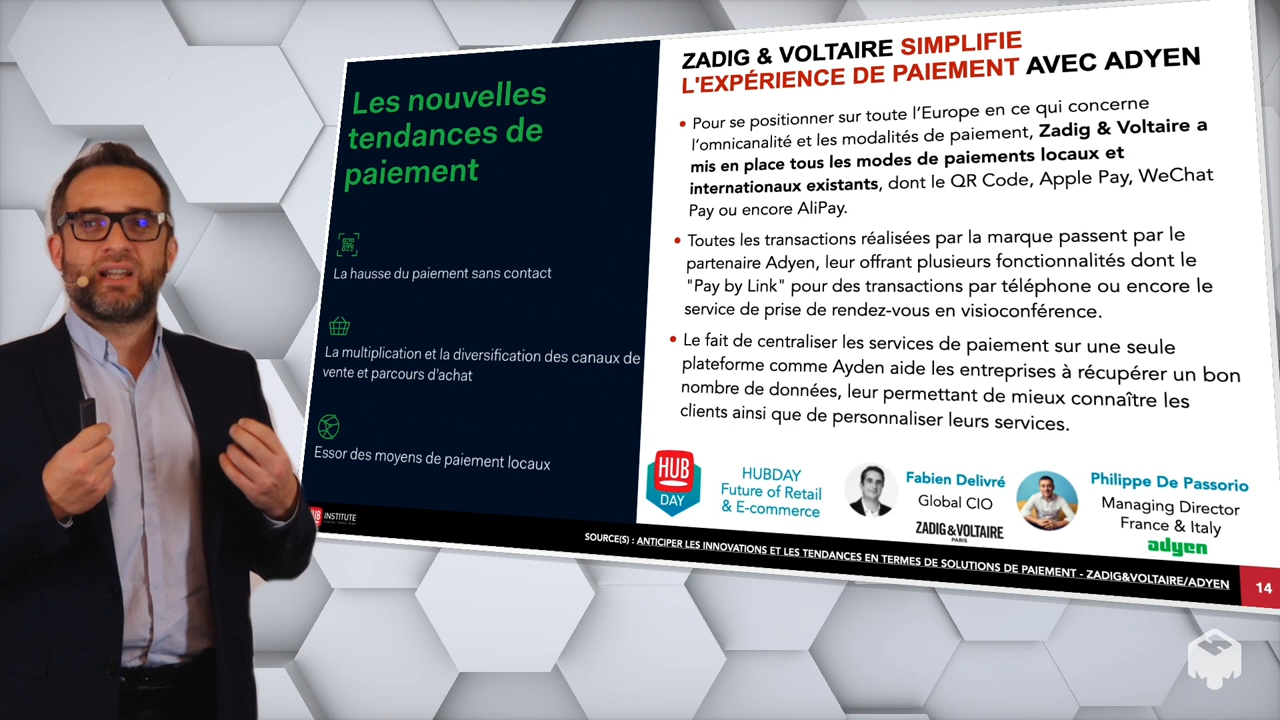 Les nouvelles
tendances de
paiement
La hausse du paiement sans contact
La multiplication et la diversification des canaux de
vente et parcours d'achat
Essor des moyens de paiement locaux
ZADIG & VOLTAIRE SIMPLIFIE
L'EXPÉRIENCE DE PAIEMENT AVEC ADYEN
• Pour se positionner sur toute l'Europe en ce qui concerne
l'omnicanalité et les modalités de paiement, Zadig & Voltaire a
mis en place tous les modes de paiements locaux et
internationaux existants, dont le QR Code, Apple Pay, WeChat
Pay ou encore AliPay.
• Toutes les transactions réalisées par la marque passent par le
partenaire Adyen, leur offrant plusieurs fonctionnalités dont le
"Pay by Link" pour des transactions par téléphone ou encore le
service de prise de rendez-vous en visioconférence.
• Le fait de centraliser les services de paiement sur une seule
plateforme comme Ayden aide les entreprises à récupérer un bon
nombre de données, leur permettant de mieux connaître les
clients ainsi que de personnaliser leurs services.
HUB
DAY
HUBDAY
Future of Retail
& E-commerce
Fabien Delivré
Global CIO
ZADIG&VOLTAIRE
PARIS
Philippe De Passorio
Managing Director
France & Italy
adyen
HUB INSTITUTE
SOURCE(S) : ANTICIPER LES INNOVATIONS ET LES TENDANCES EN TERMES DE SOLUTIONS DE PAIEMENT - ZADIG&VOLTAIRE/ADYEN
14